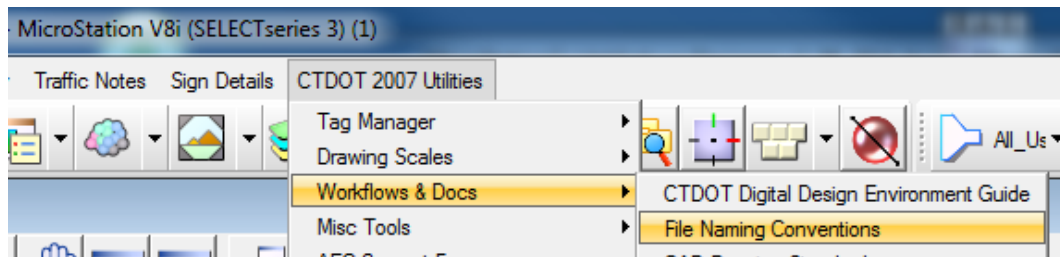 MicroStation V8i (SELECTseries 3) (1)
Traffic Notes Sign Details CTDOT 2007 Utilities
Tag Manager
All_Us
Drawing Scales
Workflows & Docs
CTDOT Digital Design Environment Guide
Misc Tools
File Naming Conventions